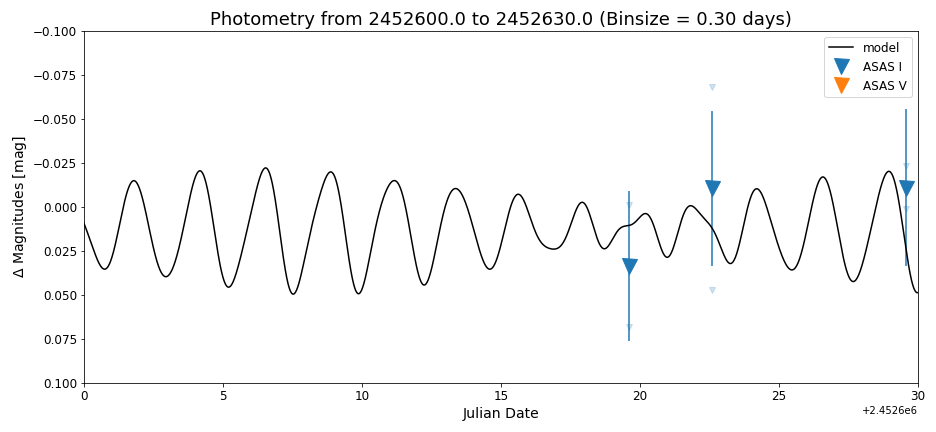 Photometry from 2452600.0 to 2452630.0 (Binsize = 0.30 days)
−0.100
−0.075
−0.050
−0.025
0.000
0.025
0.050
0.075
0.100
Δ Magnitudes [mag]
model
ASAS I
ASAS V
0 5 10 15 20 25 30
+2.4526e6
Julian Date